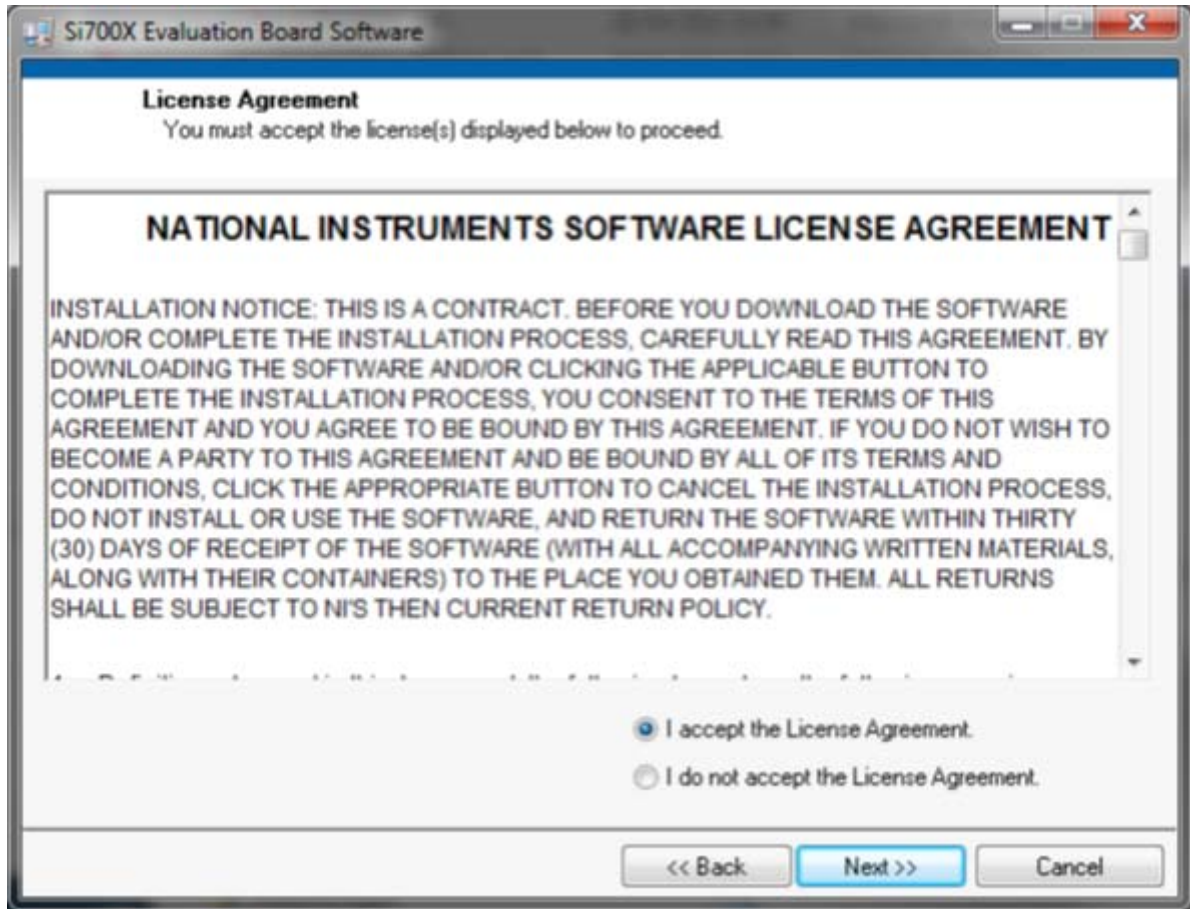 Si700X Evaluation Board Software
License Agreement
You must accept the license(s) displayed below to proceed.
NATIONAL INSTRUMENTS SOFTWARE LICENSE AGREEMENT
INSTALLATION NOTICE: THIS IS A CONTRACT. BEFORE YOU DOWNLOAD THE SOFTWARE
AND/OR COMPLETE THE INSTALLATION PROCESS, CAREFULLY READ THIS AGREEMENT. BY
DOWNLOADING THE SOFTWARE AND/OR CLICKING THE APPLICABLE BUTTON TO
COMPLETE THE INSTALLATION PROCESS, YOU CONSENT TO THE TERMS OF THIS
AGREEMENT AND YOU AGREE TO BE BOUND BY THIS AGREEMENT. IF YOU DO NOT WISH TO
BECOME A PARTY TO THIS AGREEMENT AND BE BOUND BY ALL OF ITS TERMS AND
CONDITIONS, CLICK THE APPROPRIATE BUTTON TO CANCEL THE INSTALLATION PROCESS,
DO NOT INSTALL OR USE THE SOFTWARE, AND RETURN THE SOFTWARE WITHIN THIRTY
(30) DAYS OF RECEIPT OF THE SOFTWARE (WITH ALL ACCOMPANYING WRITTEN MATERIALS,
ALONG WITH THEIR CONTAINERS) TO THE PLACE YOU OBTAINED THEM. ALL RETURNS
SHALL BE SUBJECT TO NI'S THEN CURRENT RETURN POLICY.
I accept the License Agreement.
I do not accept the License Agreement.
<< Back
Next >>
Cancel